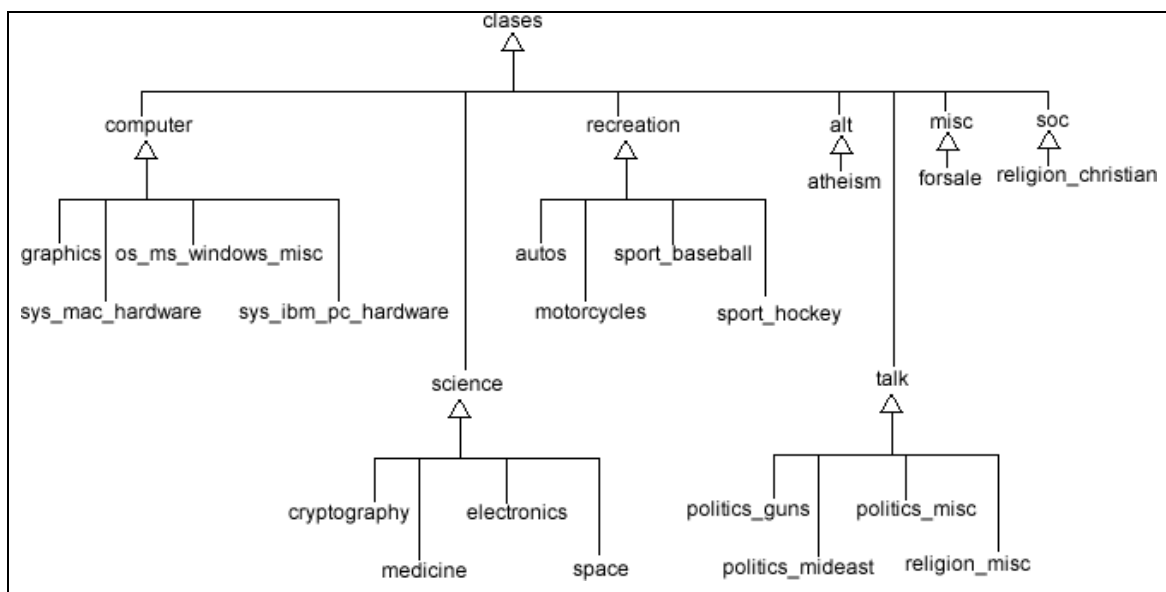 clases
computer
recreation
alt
misc
soc
atheism
forsale
religion_christian
graphics
os_ms_windows_misc
autos
sport_baseball
sys_mac_hardware
sys_ibm_pc_hardware
motorcycles
sport_hockey
science
talk
cryptography
electronics
politics_guns
politics_misc
medicine
space
politics_mideast
religion_misc